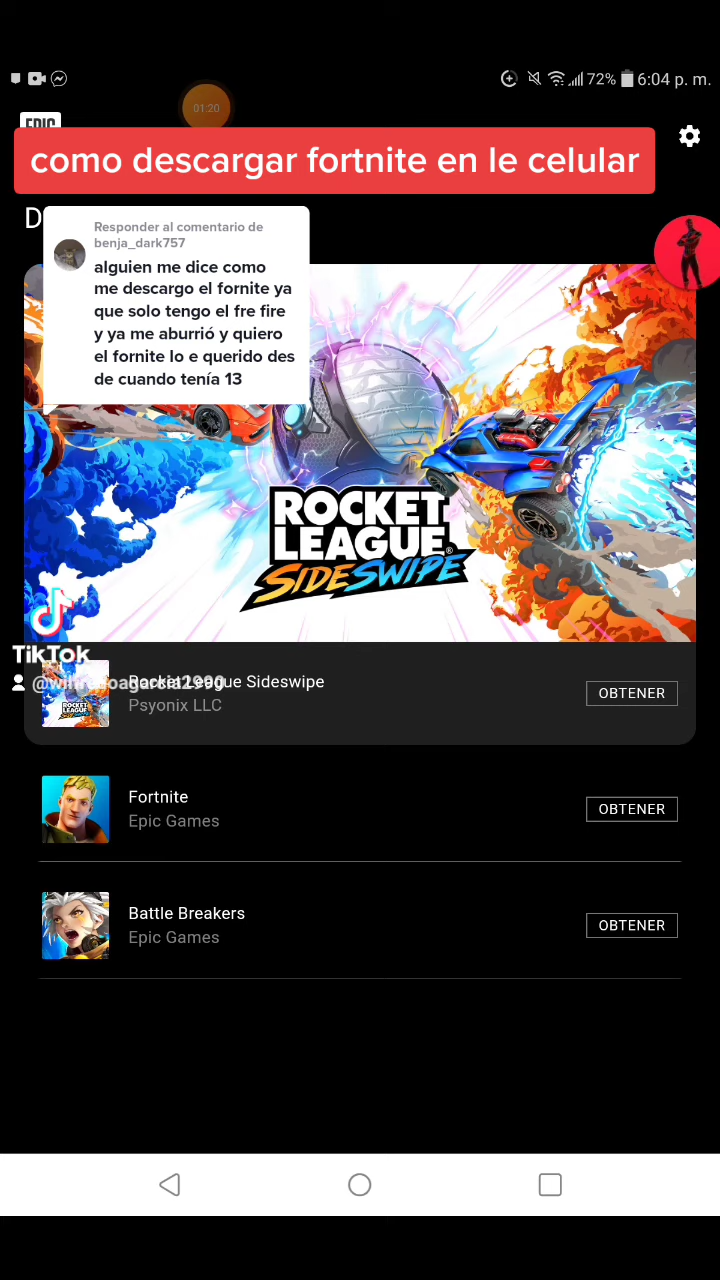 72% 6:04 p. m.
01:20
EPIC
como descargar fortnite en le celular
D
Responder al comentario de
benja_dark757
alguien me dice como
me descargo el fornite ya
que solo tengo el fre fire
y ya me aburrió y quiero
el fornite lo e querido des
de cuando tenía 13
ROCKET
LEAGUE®
SIDESWIPE
TikTok
Rocket League Sideswipe
Psyonix LLC
OBTENER
ROCKET
LEAGUE
SIDESWIPE
Fortnite
Epic Games
OBTENER
Battle Breakers
Epic Games
OBTENER